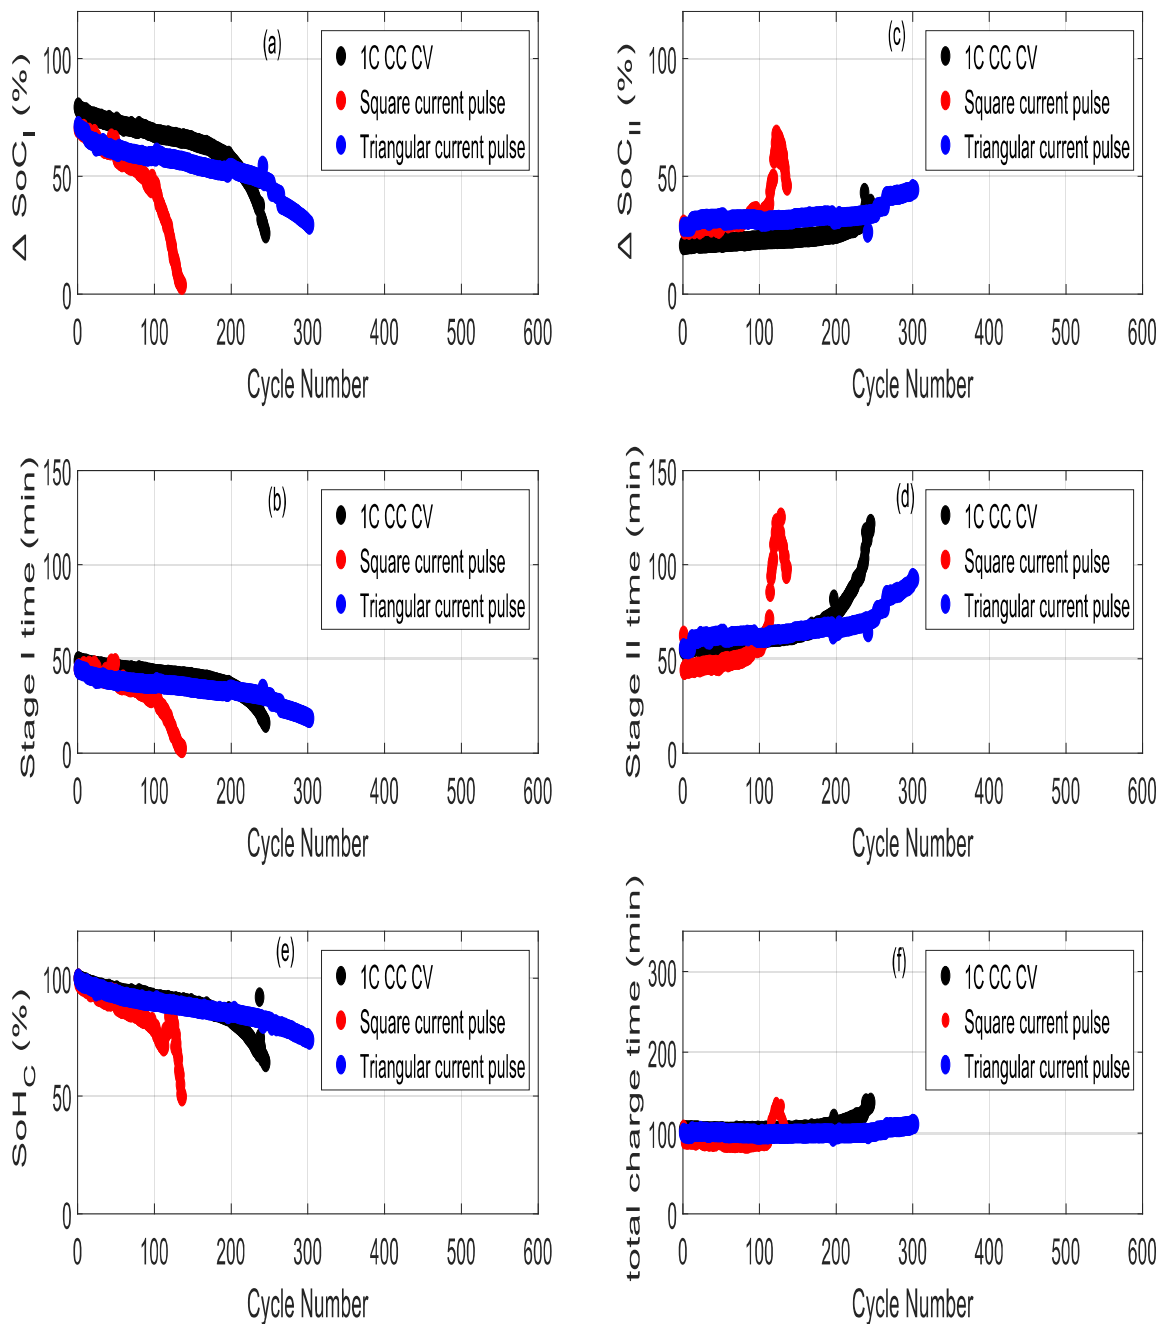 (a)
1C CC CV
Square current pulse
Triangular current pulse
Δ SoC_I (%)
100
50
0
0 100 200 300 400 500 600
Cycle Number
(c)
1C CC CV
Square current pulse
Triangular current pulse
Δ SoC_II (%)
100
50
0
0 100 200 300 400 500 600
Cycle Number
(b)
1C CC CV
Square current pulse
Triangular current pulse
Stage I time (min)
150
100
50
0
0 100 200 300 400 500 600
Cycle Number
(d)
1C CC CV
Square current pulse
Triangular current pulse
Stage II time (min)
150
100
50
0
0 100 200 300 400 500 600
Cycle Number
(e)
1C CC CV
Square current pulse
Triangular current pulse
SoH_C (%)
100
50
0
0 100 200 300 400 500 600
Cycle Number
(f)
1C CC CV
Square current pulse
Triangular current pulse
total charge time (min)
300
200
100
0
0 100 200 300 400 500 600
Cycle Number